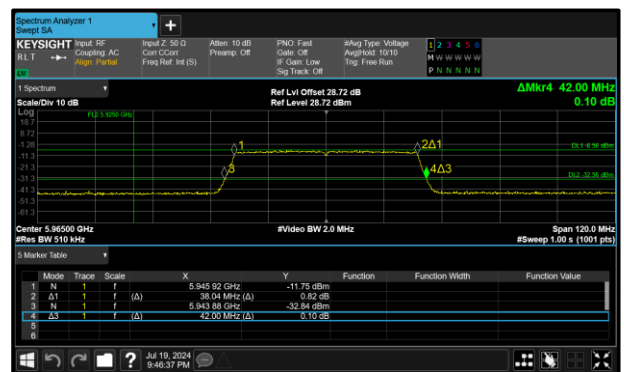 Spectrum Analyzer 1
Swept SA
KEYSIGHT Input: RF Input Z: 50 Ω Atten: 10 dB PNO: Fast #Avg Type: Voltage 1 2 3 4 5 6
RLT Coupling: AC Corr CCorr Preamp: Off Gate: Off Avg|Hold: 10/10 M W W W W W
Align: Partial Freq Ref: Int (S) IF Gain: Low Trig: Free Run
Sig Track: Off P N N N N N
1 Spectrum Ref Lvl Offset 28.72 dB ΔMkr4 42.00 MHz
Scale/Div 10 dB Ref Level 28.72 dBm 0.10 dB
Log
18.7
8.72
-1.28
-11.3
-21.3
-31.3
-41.3
-51.3
-61.3
FL2 5.9250 GHz
1
2Δ1
3
4Δ3
DL1 -6.56 dBm
DL2 -32.56 dBm
Center 5.96500 GHz #Video BW 2.0 MHz Span 120.0 MHz
#Res BW 510 kHz #Sweep 1.00 s (1001 pts)
5 Marker Table
Mode Trace Scale X Y Function Function Width Function Value
1 N 1 f 5.945 92 GHz -11.75 dBm
2 Δ1 1 f (Δ) 38.04 MHz (Δ) 0.82 dB
3 N 1 f 5.943 88 GHz -32.84 dBm
4 Δ3 1 f (Δ) 42.00 MHz (Δ) 0.10 dB
5
6
? Jul 19, 2024
9:46:37 PM